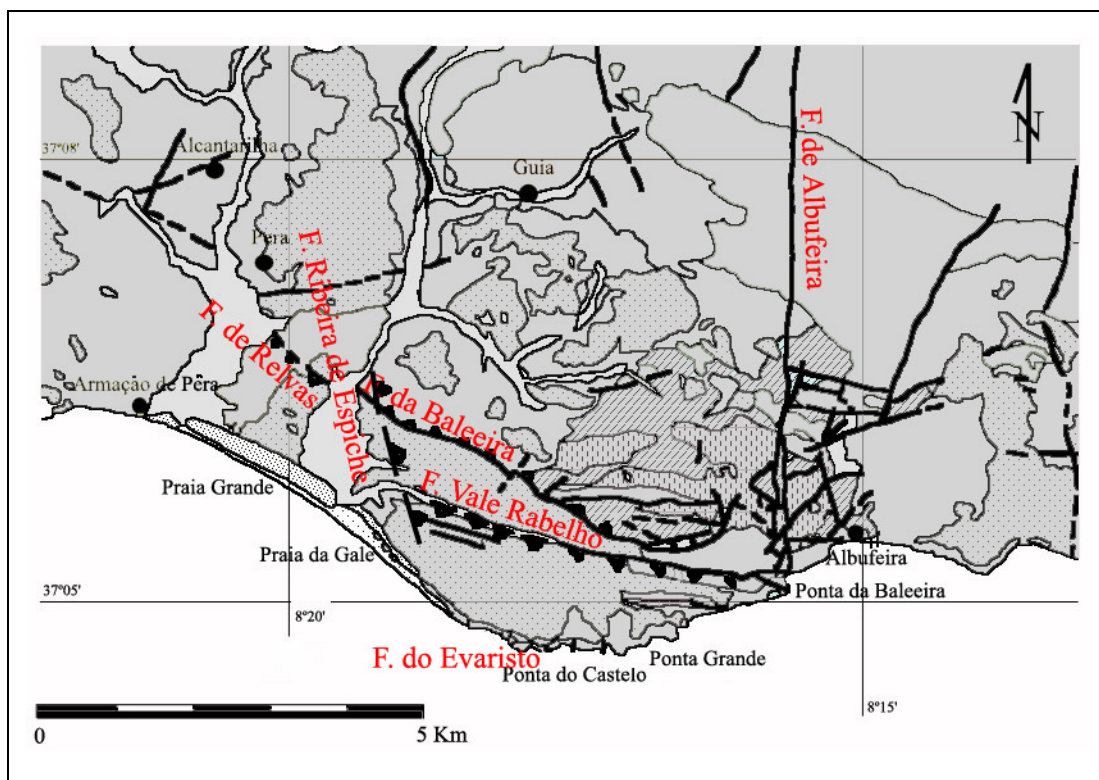 37°08'
Alcantarilha
Guia
N
F. de Albufeira
Pera
F. Ribeira de Espiche
F. de Relvas
Armação de Pêra
F. da Baleeira
F. Vale Rabelho
Praia Grande
Praia da Gale
Albufeira
37°05'
Ponta da Baleeira
8°20'
F. do Evaristo
Ponta Grande
Ponta do Castelo
8°15'
0
5 Km